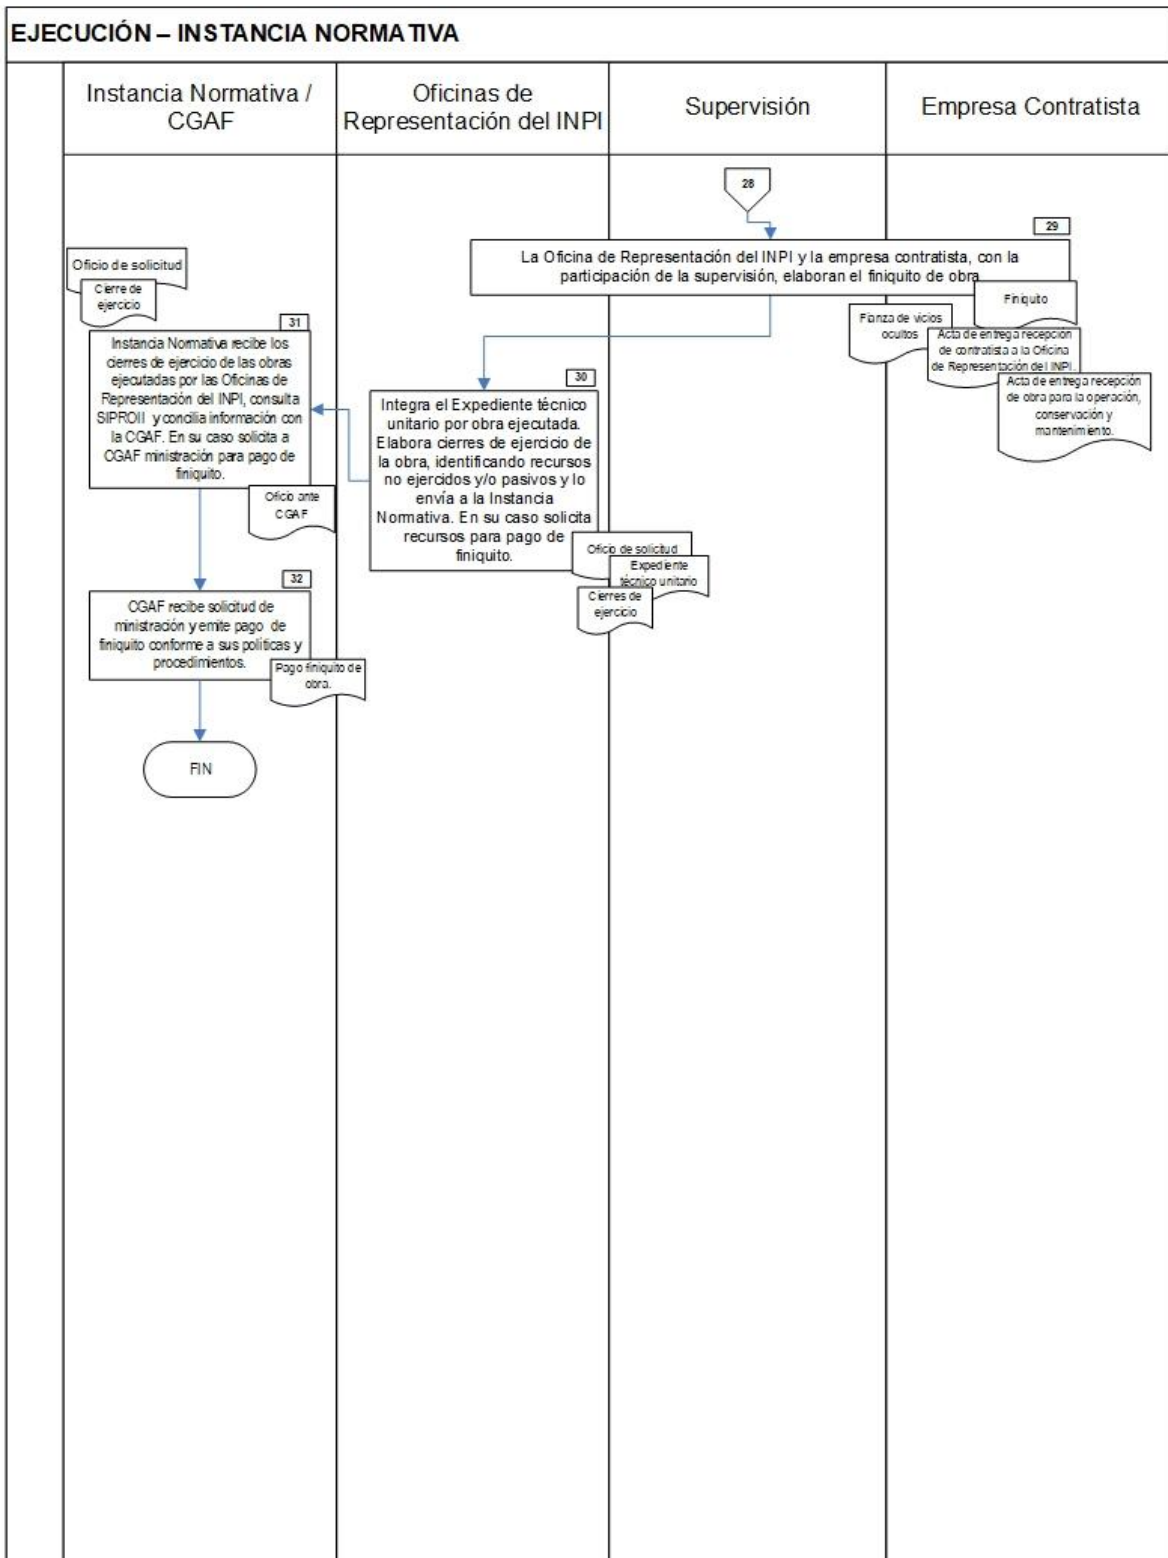 EJECUCIÓN – INSTANCIA NORMATIVA
Instancia Normativa /
CGAF
Oficinas de
Representación del INPI
Supervisión
Empresa Contratista
28
29
La Oficina de Representación del INPI y la empresa contratista, con la
participación de la supervisión, elaboran el finiquito de obra
Finiquito
Fianza de vicios
ocultos
Acta de entrega recepción
de contratista a la Oficina
de Representación del INPI.
Acta de entrega recepción
de obra para la operación,
conservación y
mantenimiento.
30
Integra el Expediente técnico
unitario por obra ejecutada.
Elabora cierres de ejercicio de
la obra, identificando recursos
no ejercidos y/o pasivos y lo
envía a la Instancia
Normativa. En su caso solicita
recursos para pago de
finiquito.
Oficio de solicitud
Expediente
técnico unitario
Cierres de
ejercicio
Oficio de solicitud
Cierre de
ejercicio
31
Instancia Normativa recibe los
cierres de ejercicio de las obras
ejecutadas por las Oficinas de
Representación del INPI, consulta
SIPROII y concilia información con
la CGAF. En su caso solicita a
CGAF ministración para pago de
finiquito.
Oficio ante
CGAF
32
CGAF recibe solicitud de
ministración y emite pago de
finiquito conforme a sus políticas y
procedimientos.
Pago finiquito de
obra.
FIN